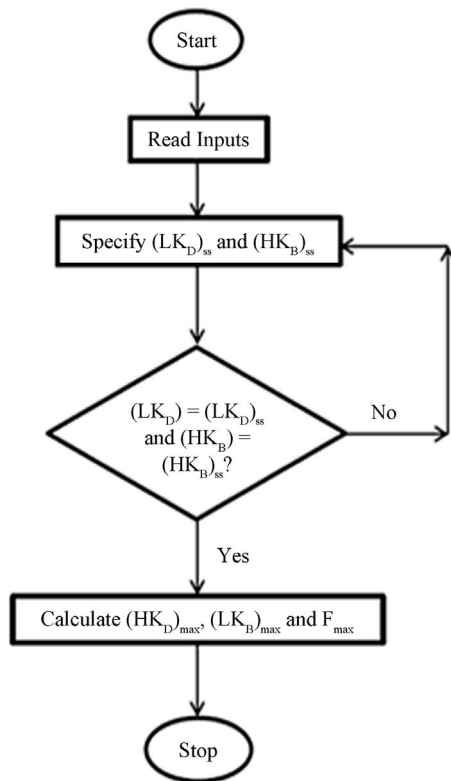 Start
Read Inputs
Specify (LK_D)_ss and (HK_B)_ss
(LK_D) = (LK_D)_ss
and (HK_B) =
(HK_B)_ss?
No
Yes
Calculate (HK_D)_max, (LK_B)_max and F_max
Stop